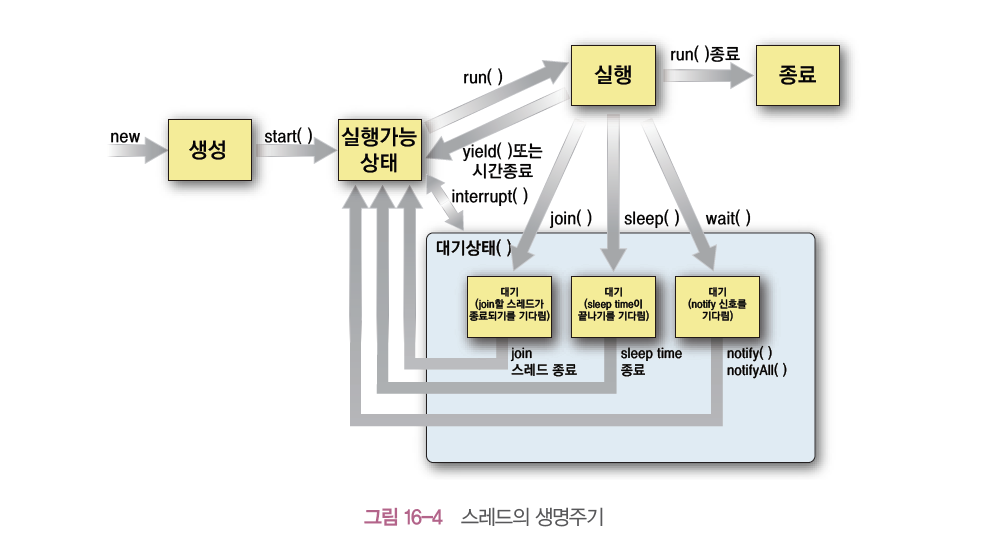 new
생성
start( )
실행가능
상태
run( )
실행
run( )종료
종료
yield( )또는
시간종료
interrupt( )
join( )
sleep( )
wait( )
대기상태( )
대기
(join할 스레드가
종료되기를 기다림)
대기
(sleep time이
끝나기를 기다림)
대기
(notify 신호를
기다림)
join
스레드 종료
sleep time
종료
notify( )
notifyAll( )
그림 16-4 스레드의 생명주기